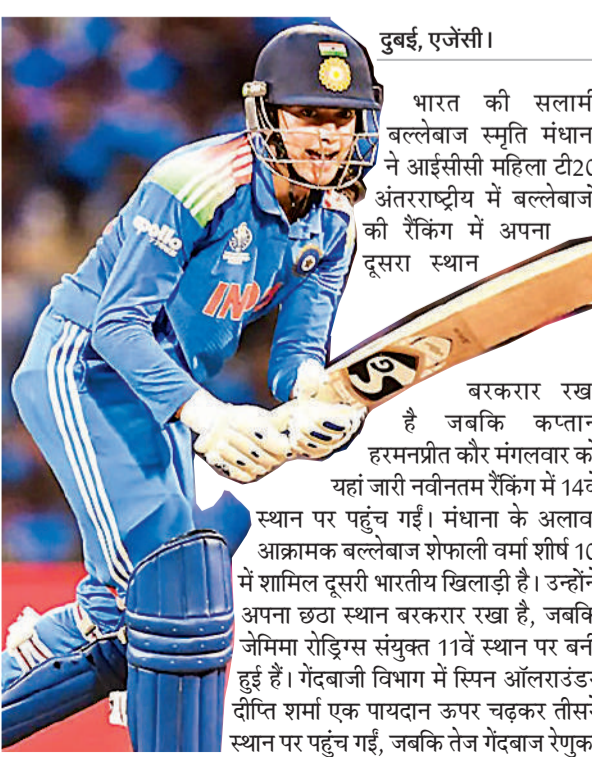 दुबई, एजेंसी।
भारत की सलामी
बल्लेबाज स्मृति मंधान
ने आईसीसी महिला टी20
अंतरराष्ट्रीय में बल्लेबाजों
की रैंकिंग में अपना
दूसरा स्थान
बरकरार रखा
है जबकि कप्तान
हरमनप्रीत कौर मंगलवार को
यहां जारी नवीनतम रैंकिंग में 14वें
स्थान पर पहुंच गईं। मंधाना के अलावा
आक्रामक बल्लेबाज शेफाली वर्मा शीर्ष 10
में शामिल दूसरी भारतीय खिलाड़ी है। उन्होंने
अपना छठा स्थान बरकरार रखा है, जबकि
जेमिमा रोड्रिग्स संयुक्त 11वें स्थान पर बनी
हुई हैं। गेंदबाजी विभाग में स्पिन ऑलराउंडर
दीप्ति शर्मा एक पायदान ऊपर चढ़कर तीसरे
स्थान पर पहुंच गईं, जबकि तेज गेंदबाज रेणुका
apollo
SG